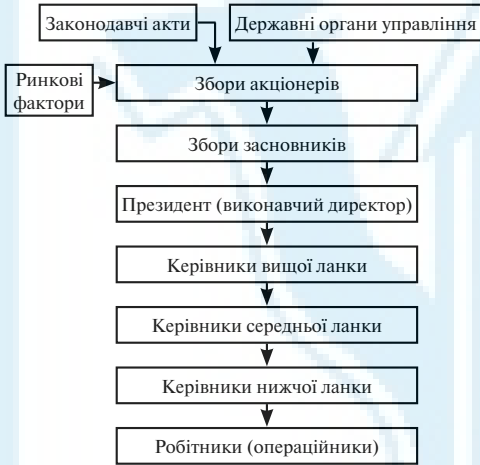 Законодавчі акти
Державні органи управління
Ринкові
фактори
Збори акціонерів
Збори засновників
Президент (виконавчий директор)
Керівники вищої ланки
Керівники середньої ланки
Керівники нижчої ланки
Робітники (операційники)